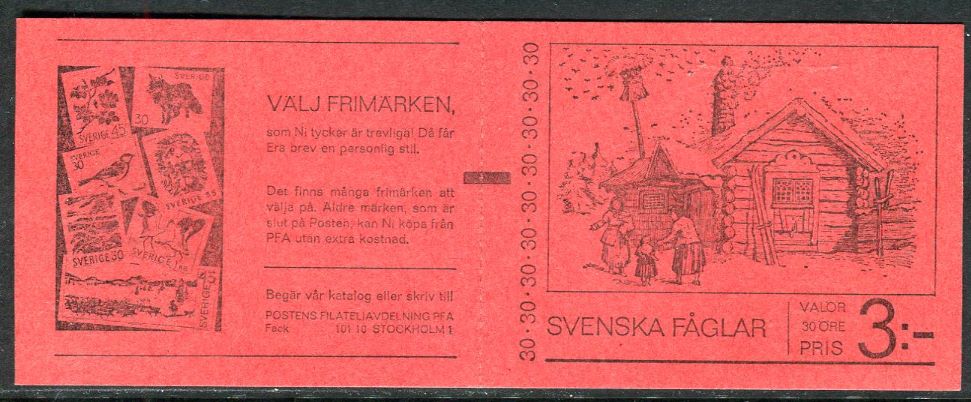 SVERIGE 45
SVERIGE
30
SVERIGE
30
SVERIGE 55
SVERIGE30
SVERIGE
SVERIGE
VÄLJ FRIMÄRKEN,
som Ni tycker är trevliga! Då får
Era brev en personlig stil.
Det finns många frimärken att
välja på. Äldre märken, som är
slut på Posten, kan Ni köpa från
PFA utan extra kostnad.
Begär vår katalog eller skriv till
POSTENS FILATELIAVDELNING PFA
Fack 101 10 STOCKHOLM 1
30·30·30·30·30·30·30·30·30·30
SVENSKA FÅGLAR
VALÖR
30 ÖRE
PRIS
3:-